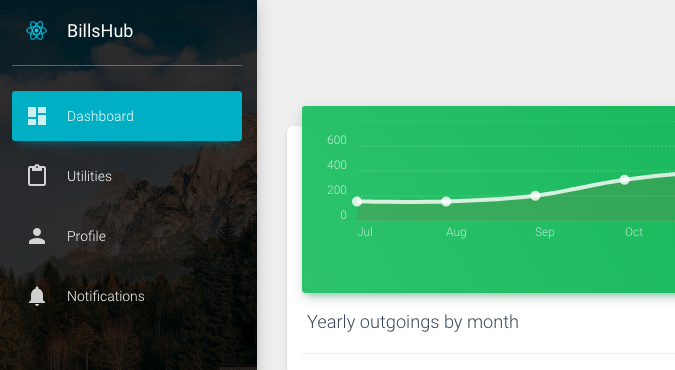 BillsHub
Dashboard
Utilities
Profile
Notifications
600
400
200
0
Jul Aug Sep Oct
Yearly outgoings by month